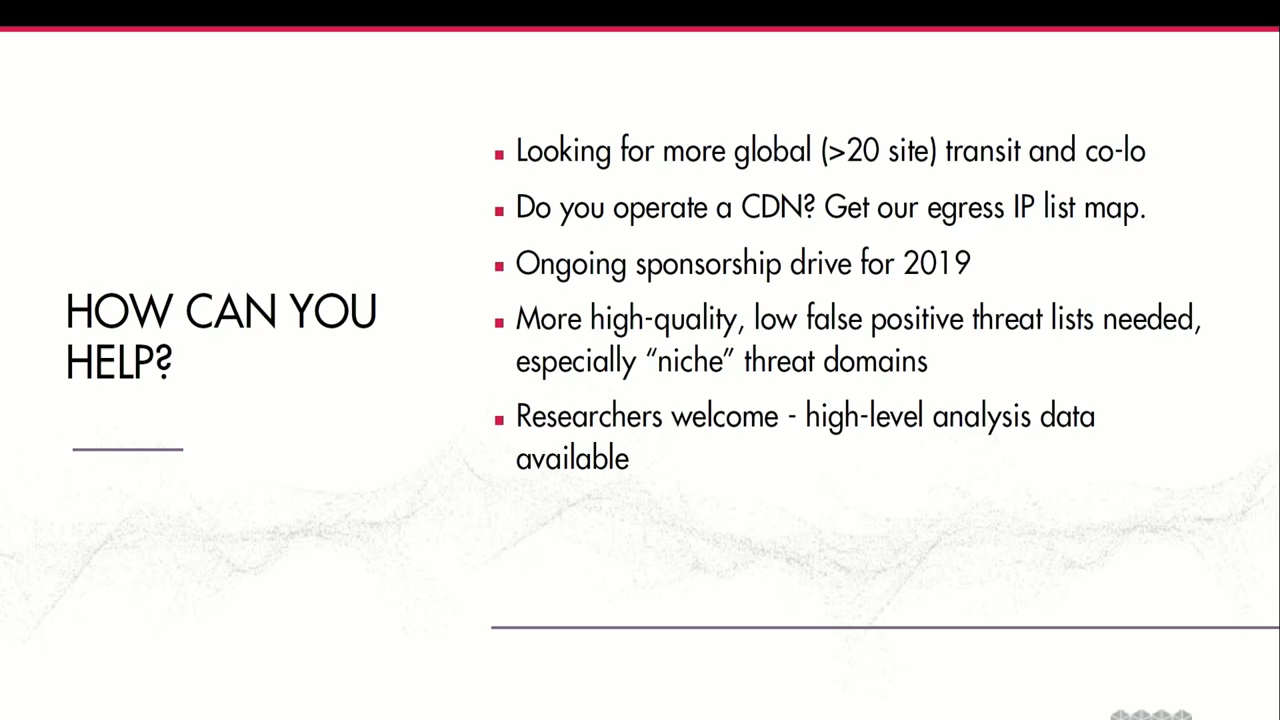 HOW CAN YOU
HELP?
Looking for more global (>20 site) transit and co-lo
Do you operate a CDN? Get our egress IP list map.
Ongoing sponsorship drive for 2019
More high-quality, low false positive threat lists needed,
especially “niche” threat domains
Researchers welcome - high-level analysis data
available